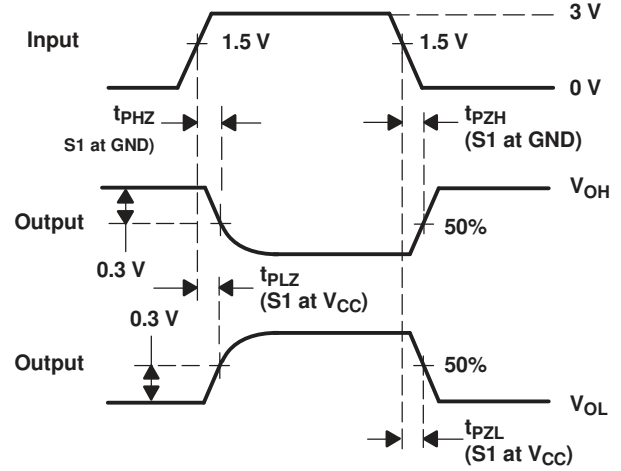 3 V
Input
1.5 V
1.5 V
0 V
tPHZ
S1 at GND)
tPZH
(S1 at GND)
VOH
Output
50%
0.3 V
tPLZ
(S1 at VCC)
0.3 V
Output
50%
VOL
tPZL
(S1 at VCC)